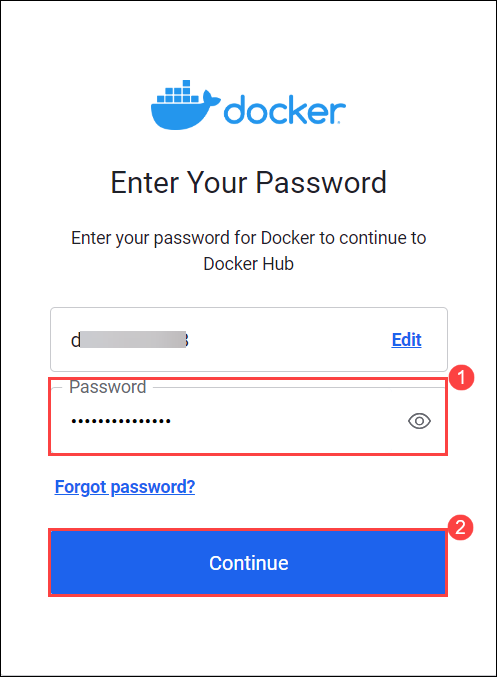 docker
Enter Your Password
Enter your password for Docker to continue to
Docker Hub
Edit
1
Password
•••••••••••••••
Forgot password?
2
Continue